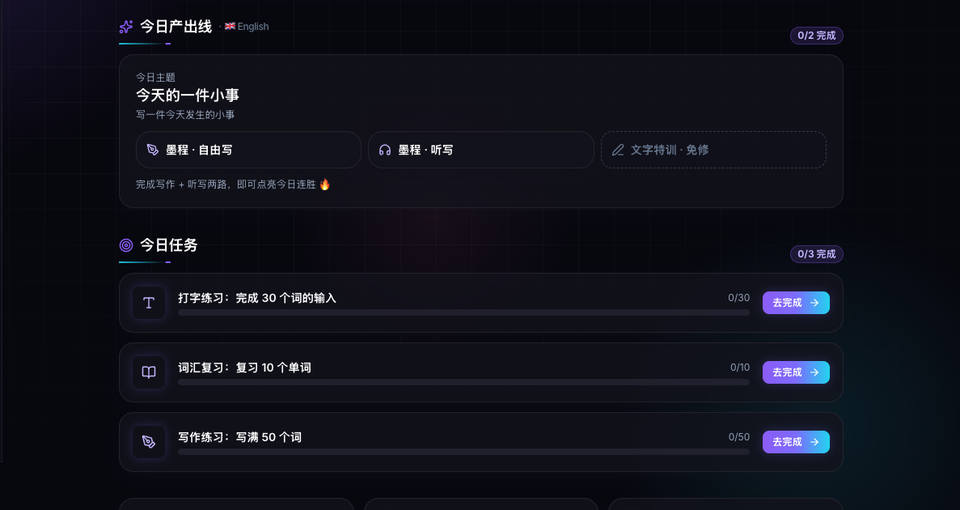 今日产出线 · 🇬🇧 English
0/2 完成
今日主题
今天的一件小事
写一件今天发生的小事
墨程 · 自由写
墨程 · 听写
文字特训 · 免修
完成写作 + 听写两路，即可点亮今日连胜 🔥
今日任务
0/3 完成
打字练习：完成 30 个词的输入
0/30
去完成 →
词汇复习：复习 10 个单词
0/10
去完成 →
写作练习：写满 50 个词
0/50
去完成 →